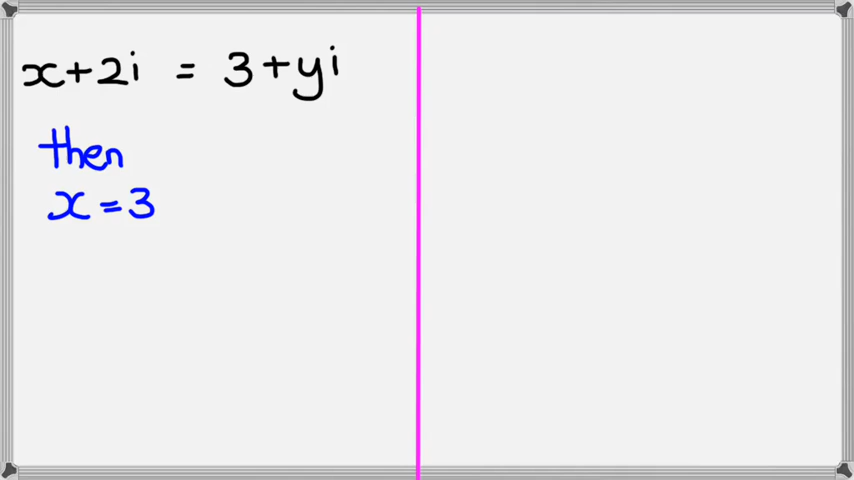 x+2i = 3+yi
then
x=3